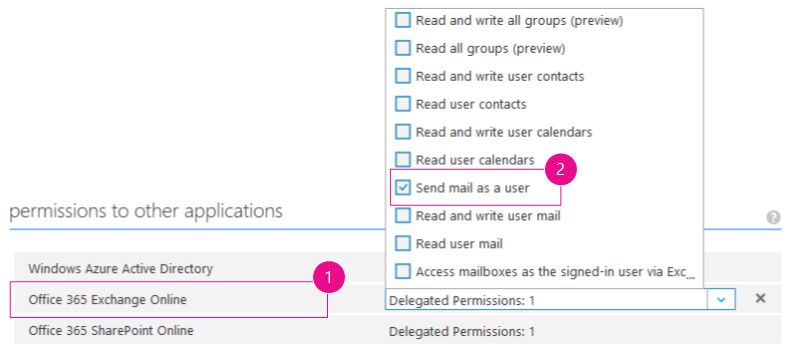 Read and write all groups (preview)
Read all groups (preview)
Read and write user contacts
Read user contacts
Read and write user calendars
Read user calendars
2
Send mail as a user
Read and write user mail
Read user mail
Access mailboxes as the signed-in user via Exc...
permissions to other applications ?
Windows Azure Active Directory
1
Office 365 Exchange Online Delegated Permissions: 1
Office 365 SharePoint Online Delegated Permissions: 1